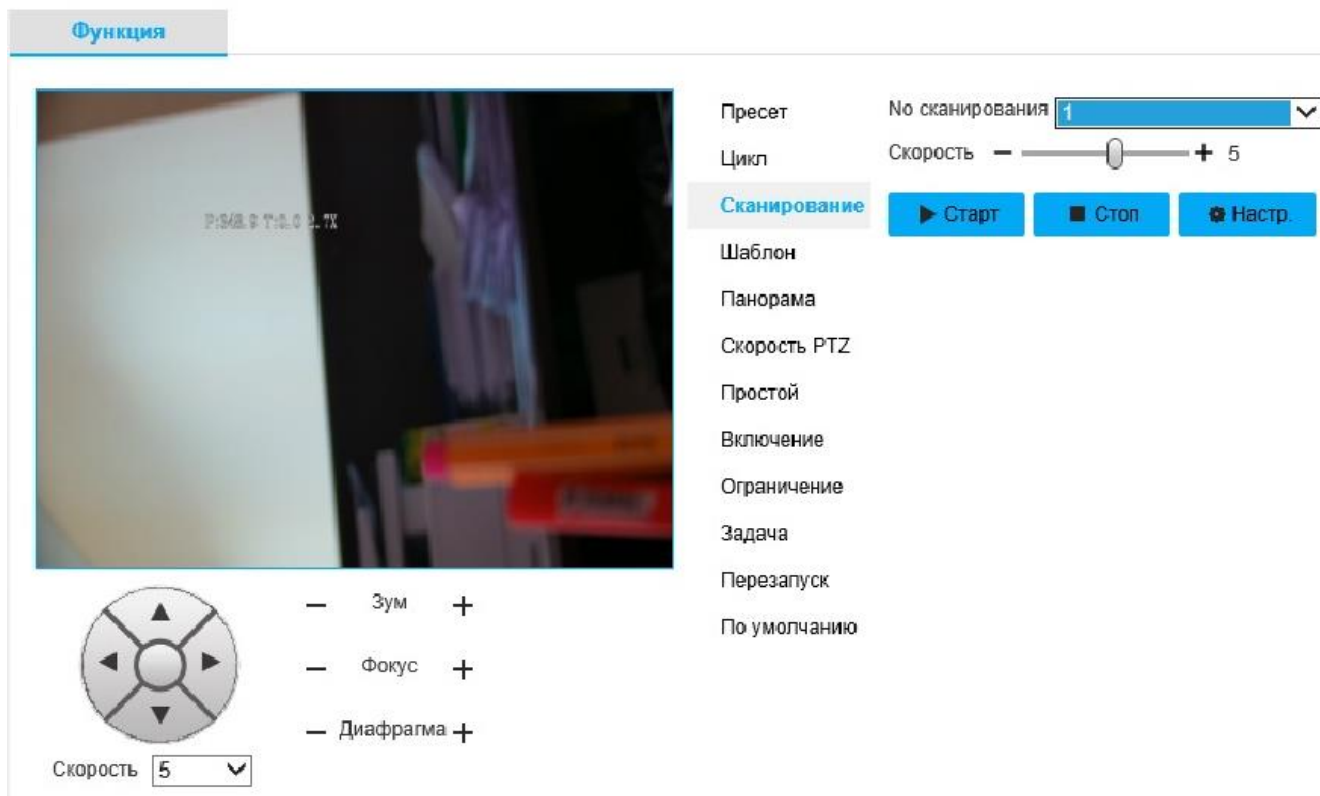 Функция
Пресет
Цикл
Сканирование
Шаблон
Панорама
Скорость PTZ
Простой
Включение
Ограничение
Задача
Перезапуск
По умолчанию
No сканирования 1
Скорость 5
Старт Стоп Настр.
Зум
Фокус
Диафрагма
Скорость 5